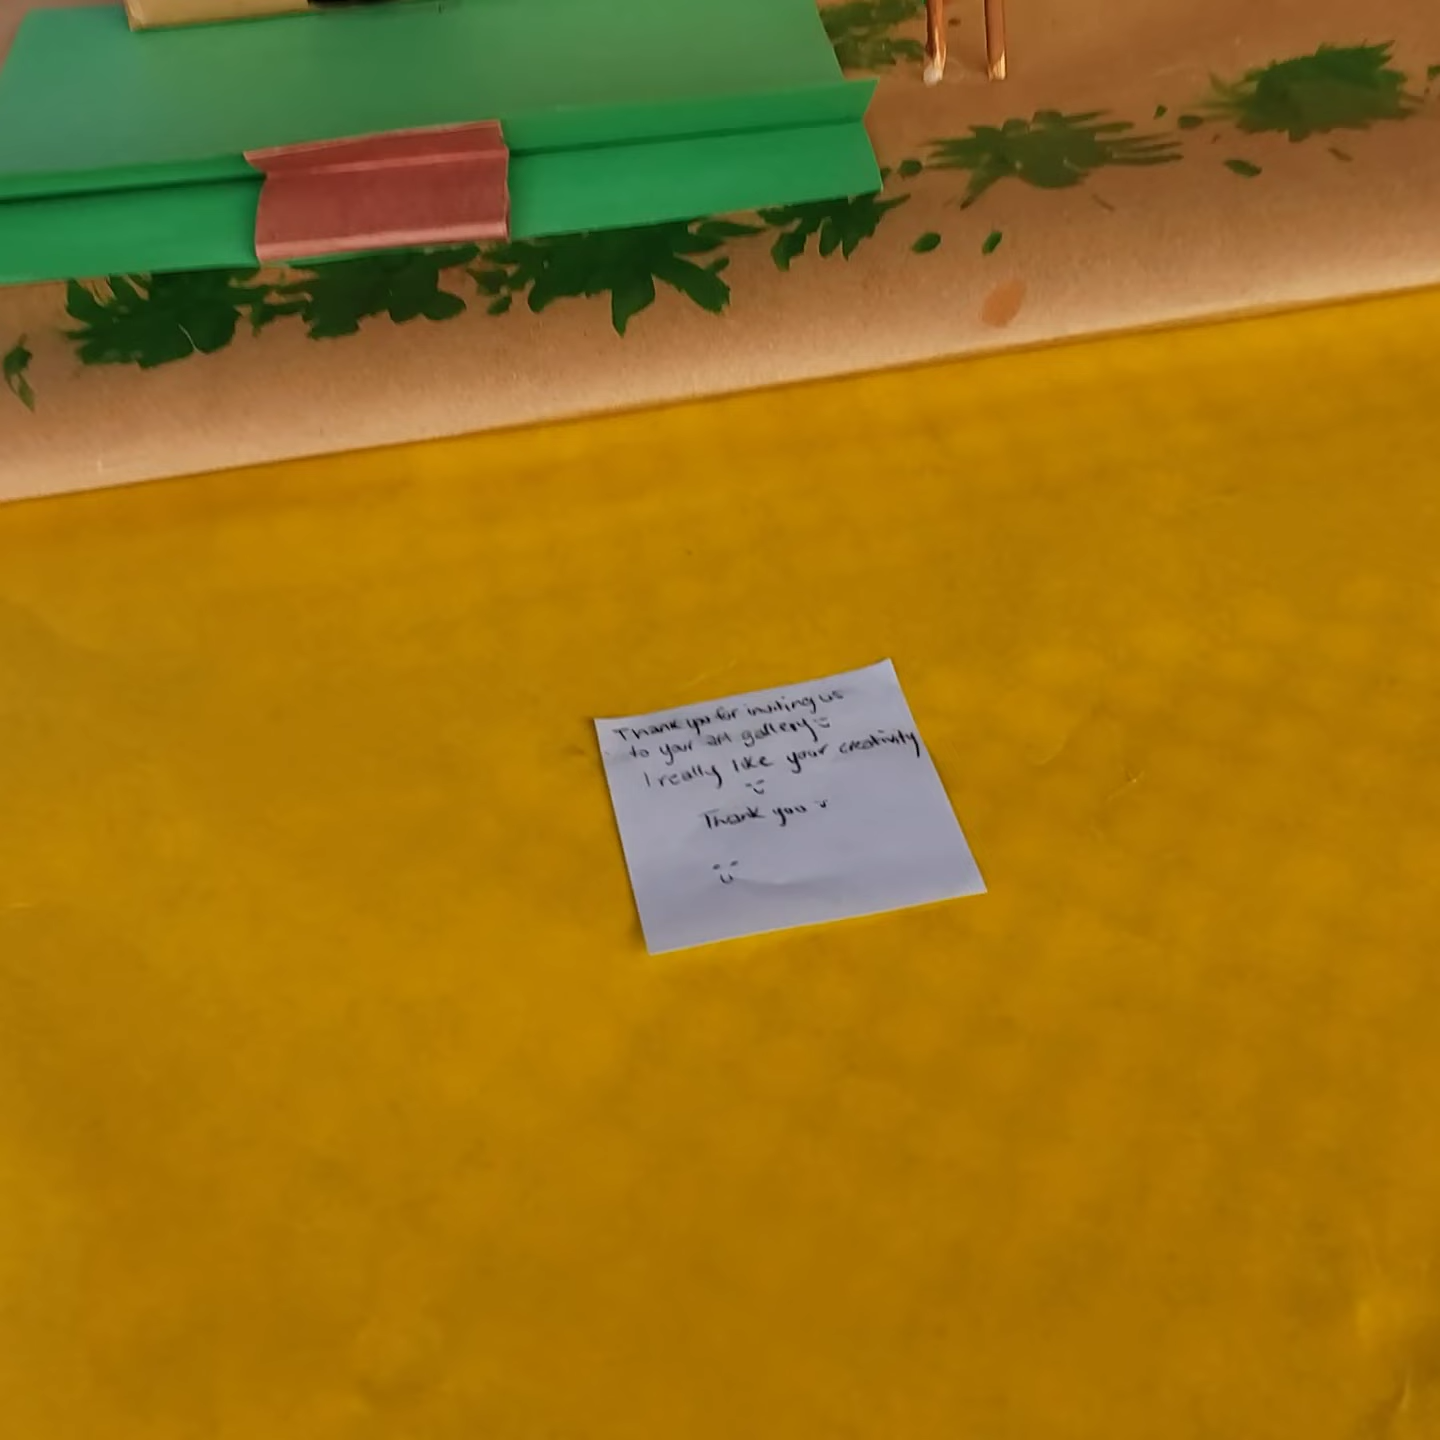 Thank you for inviting us
to your art gallery :)
I really like your creativity
:)
Thank you :)
:)